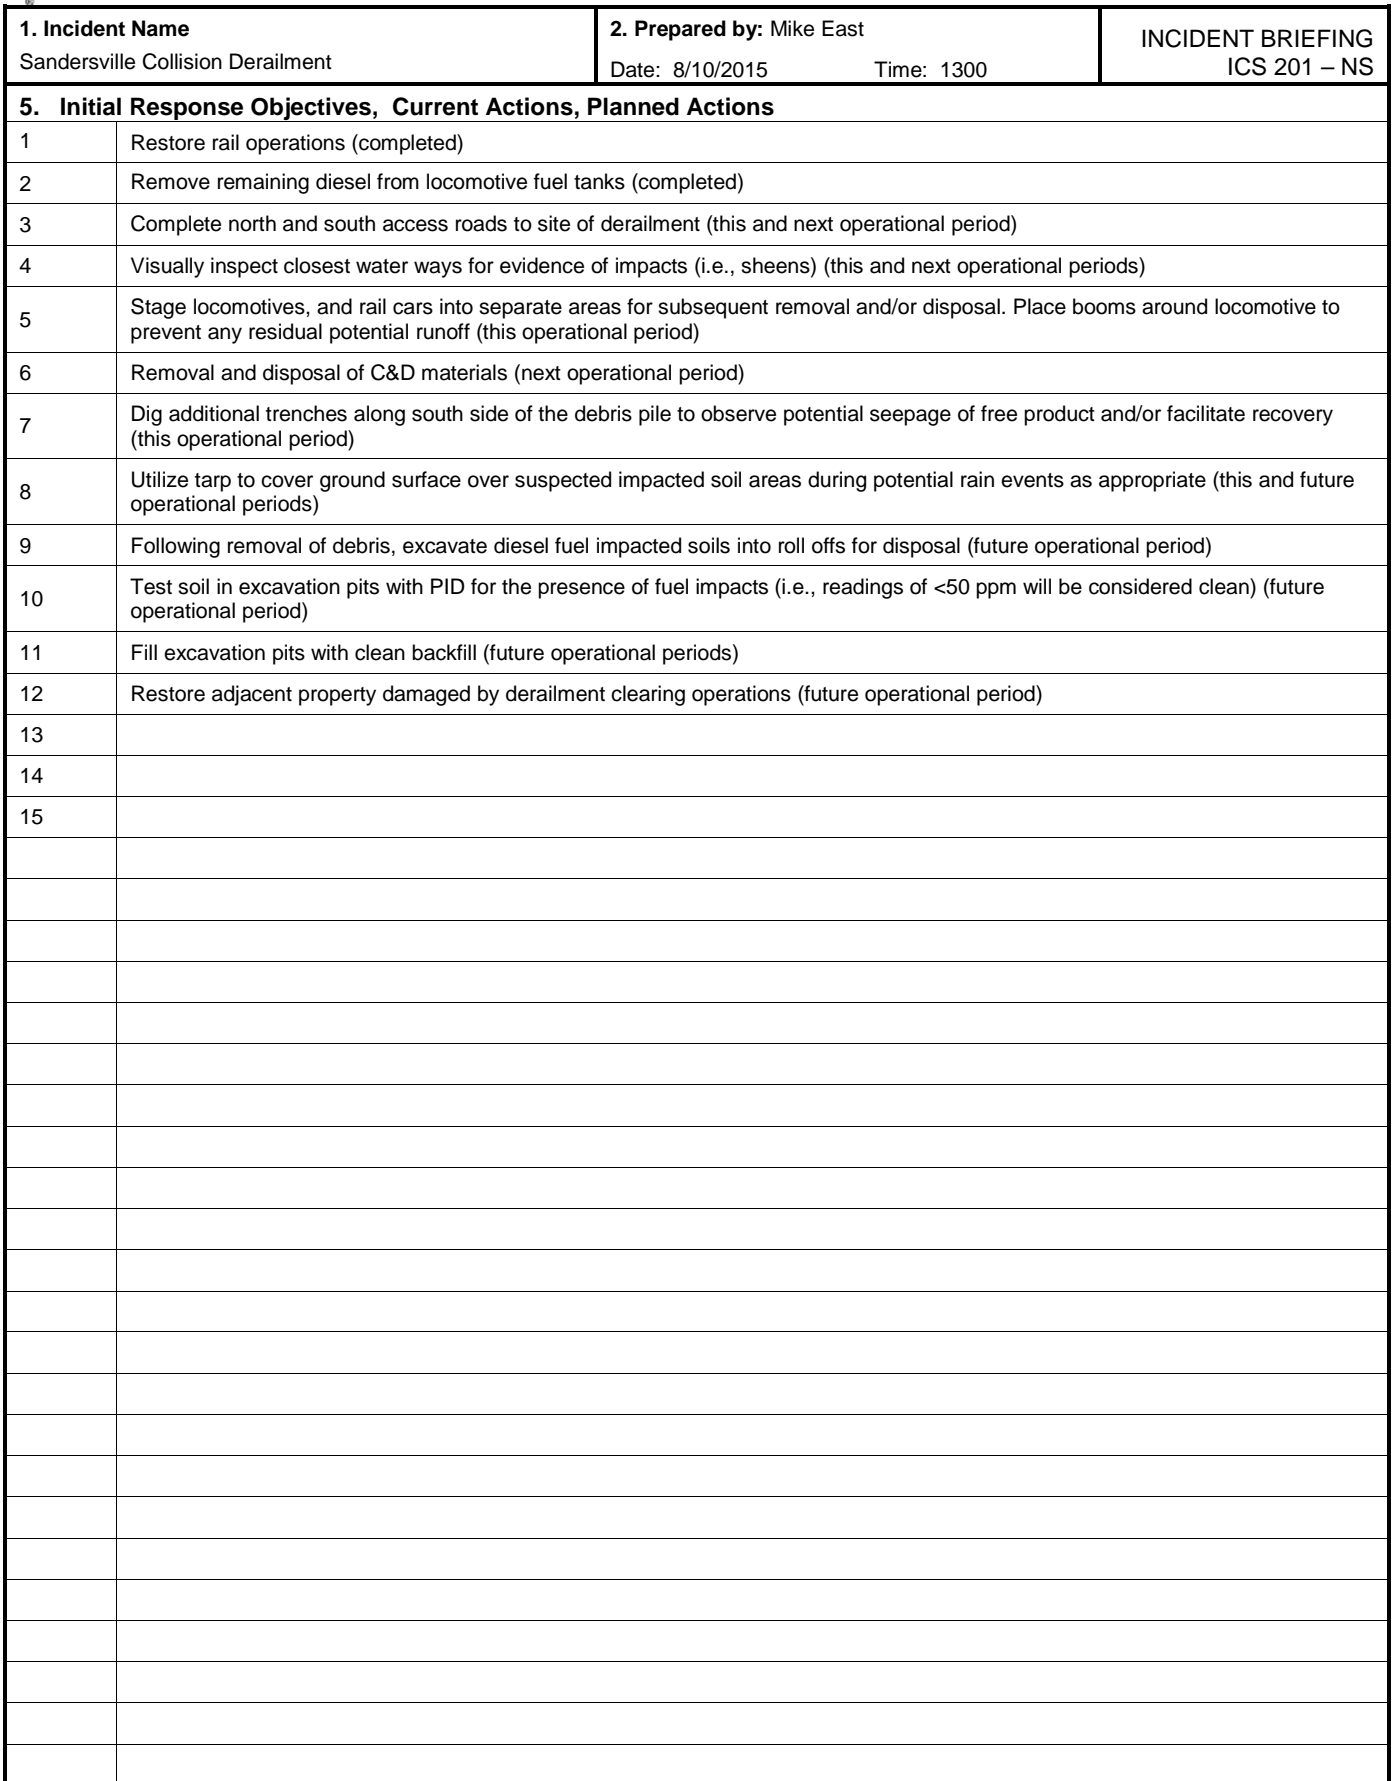 1. Incident Name
Sandersville Collision Derailment
2. Prepared by: Mike East
Date: 8/10/2015 Time: 1300
INCIDENT BRIEFING
ICS 201 – NS
5. Initial Response Objectives, Current Actions, Planned Actions
1 Restore rail operations (completed)
2 Remove remaining diesel from locomotive fuel tanks (completed)
3 Complete north and south access roads to site of derailment (this and next operational period)
4 Visually inspect closest water ways for evidence of impacts (i.e., sheens) (this and next operational periods)
5 Stage locomotives, and rail cars into separate areas for subsequent removal and/or disposal. Place booms around locomotive to
prevent any residual potential runoff (this operational period)
6 Removal and disposal of C&D materials (next operational period)
7 Dig additional trenches along south side of the debris pile to observe potential seepage of free product and/or facilitate recovery
(this operational period)
8 Utilize tarp to cover ground surface over suspected impacted soil areas during potential rain events as appropriate (this and future
operational periods)
9 Following removal of debris, excavate diesel fuel impacted soils into roll offs for disposal (future operational period)
10 Test soil in excavation pits with PID for the presence of fuel impacts (i.e., readings of <50 ppm will be considered clean) (future
operational period)
11 Fill excavation pits with clean backfill (future operational periods)
12 Restore adjacent property damaged by derailment clearing operations (future operational period)
13
14
15